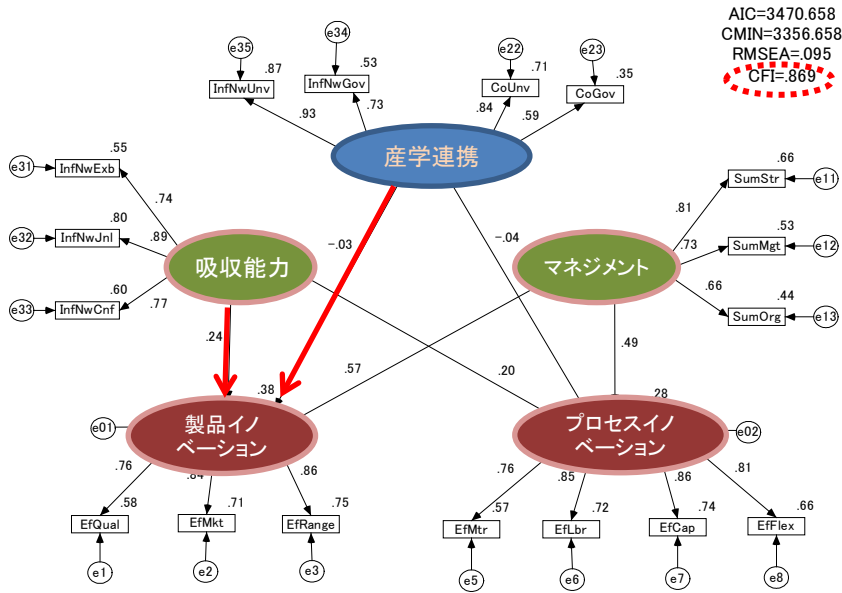 AIC=3470.658
CMIN=3356.658
RMSEA=.095
CFI=.869
e35
e34
e22
e23
.87
.53
.71
.35
InfNwUnv
InfNwGov
CoUnv
CoGov
.93
.73
.84
.59
産学連携
.55
e31
InfNwExb
.74
.80
e32
InfNwJnl
.89
.60
e33
InfNwCnf
.77
吸収能力
-.03
-.04
マネジメント
.66
SumStr
e11
.81
.53
SumMgt
e12
.73
.44
SumOrg
e13
.66
.24
.57
.20
.49
.38
.28
e01
製品イノ
ベーション
プロセスイノ
ベーション
e02
.76
.84
.86
.76
.85
.86
.81
.58
.71
.75
.57
.72
.74
.66
EfQual
EfMkt
EfRange
EfMtr
EfLbr
EfCap
EfFlex
e1
e2
e3
e5
e6
e7
e8